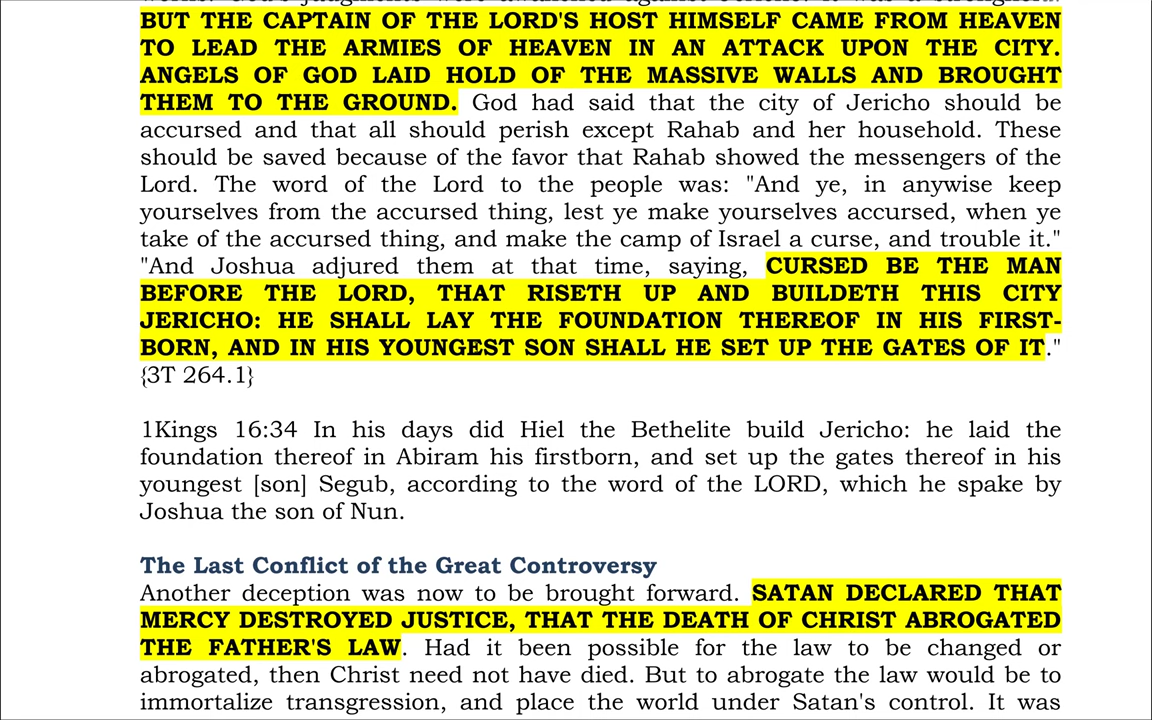 BUT THE CAPTAIN OF THE LORD'S HOST HIMSELF CAME FROM HEAVEN
TO LEAD THE ARMIES OF HEAVEN IN AN ATTACK UPON THE CITY.
ANGELS OF GOD LAID HOLD OF THE MASSIVE WALLS AND BROUGHT
THEM TO THE GROUND. God had said that the city of Jericho should be
accursed and that all should perish except Rahab and her household. These
should be saved because of the favor that Rahab showed the messengers of the
Lord. The word of the Lord to the people was: "And ye, in anywise keep
yourselves from the accursed thing, lest ye make yourselves accursed, when ye
take of the accursed thing, and make the camp of Israel a curse, and trouble it."
"And Joshua adjured them at that time, saying, CURSED BE THE MAN
BEFORE THE LORD, THAT RISETH UP AND BUILDETH THIS CITY
JERICHO: HE SHALL LAY THE FOUNDATION THEREOF IN HIS FIRST-
BORN, AND IN HIS YOUNGEST SON SHALL HE SET UP THE GATES OF IT."
{3T 264.1}
1Kings 16:34 In his days did Hiel the Bethelite build Jericho: he laid the
foundation thereof in Abiram his firstborn, and set up the gates thereof in his
youngest [son] Segub, according to the word of the LORD, which he spake by
Joshua the son of Nun.
The Last Conflict of the Great Controversy
Another deception was now to be brought forward. SATAN DECLARED THAT
MERCY DESTROYED JUSTICE, THAT THE DEATH OF CHRIST ABROGATED
THE FATHER'S LAW. Had it been possible for the law to be changed or
abrogated, then Christ need not have died. But to abrogate the law would be to
immortalize transgression, and place the world under Satan's control. It was